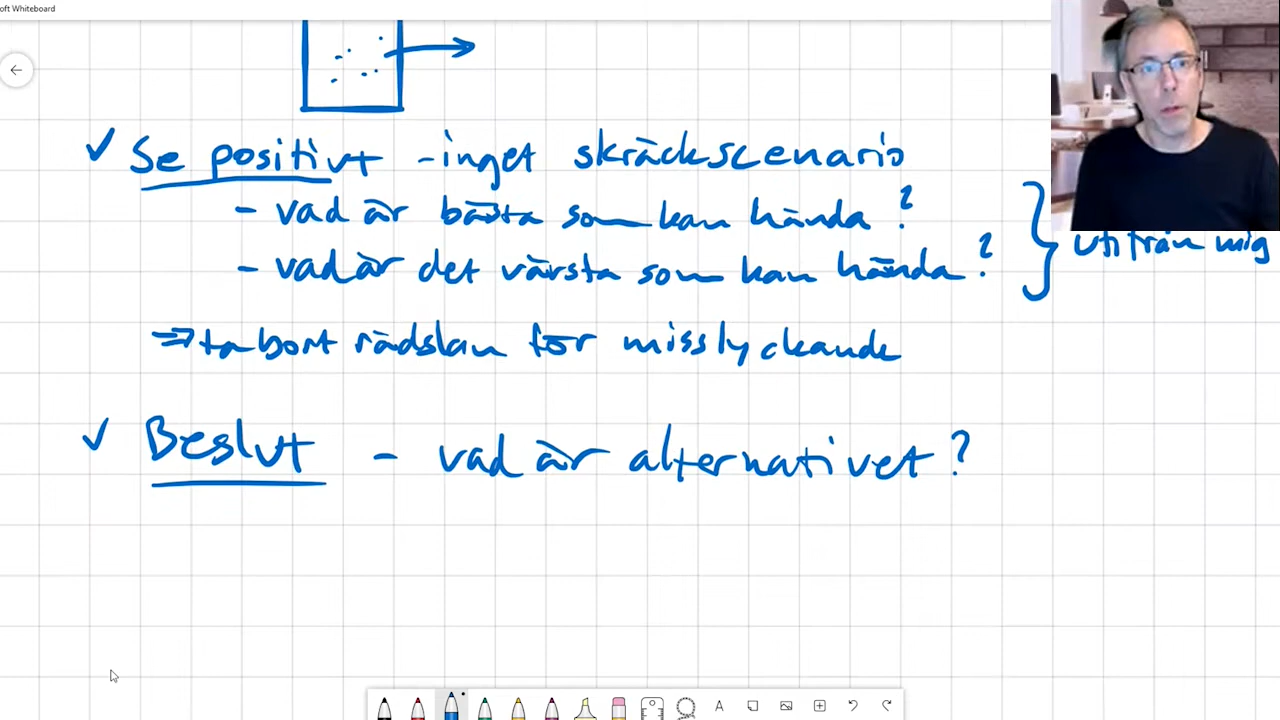 oft Whiteboard
✓ Se positivt - inget skräckscenario
- vad är bästa som kan hända?
- vad är det värsta som kan hända?
utifrån mig
⇒ ta bort rädslan för misslyckande
✓ Beslut - vad är alternativet?
A